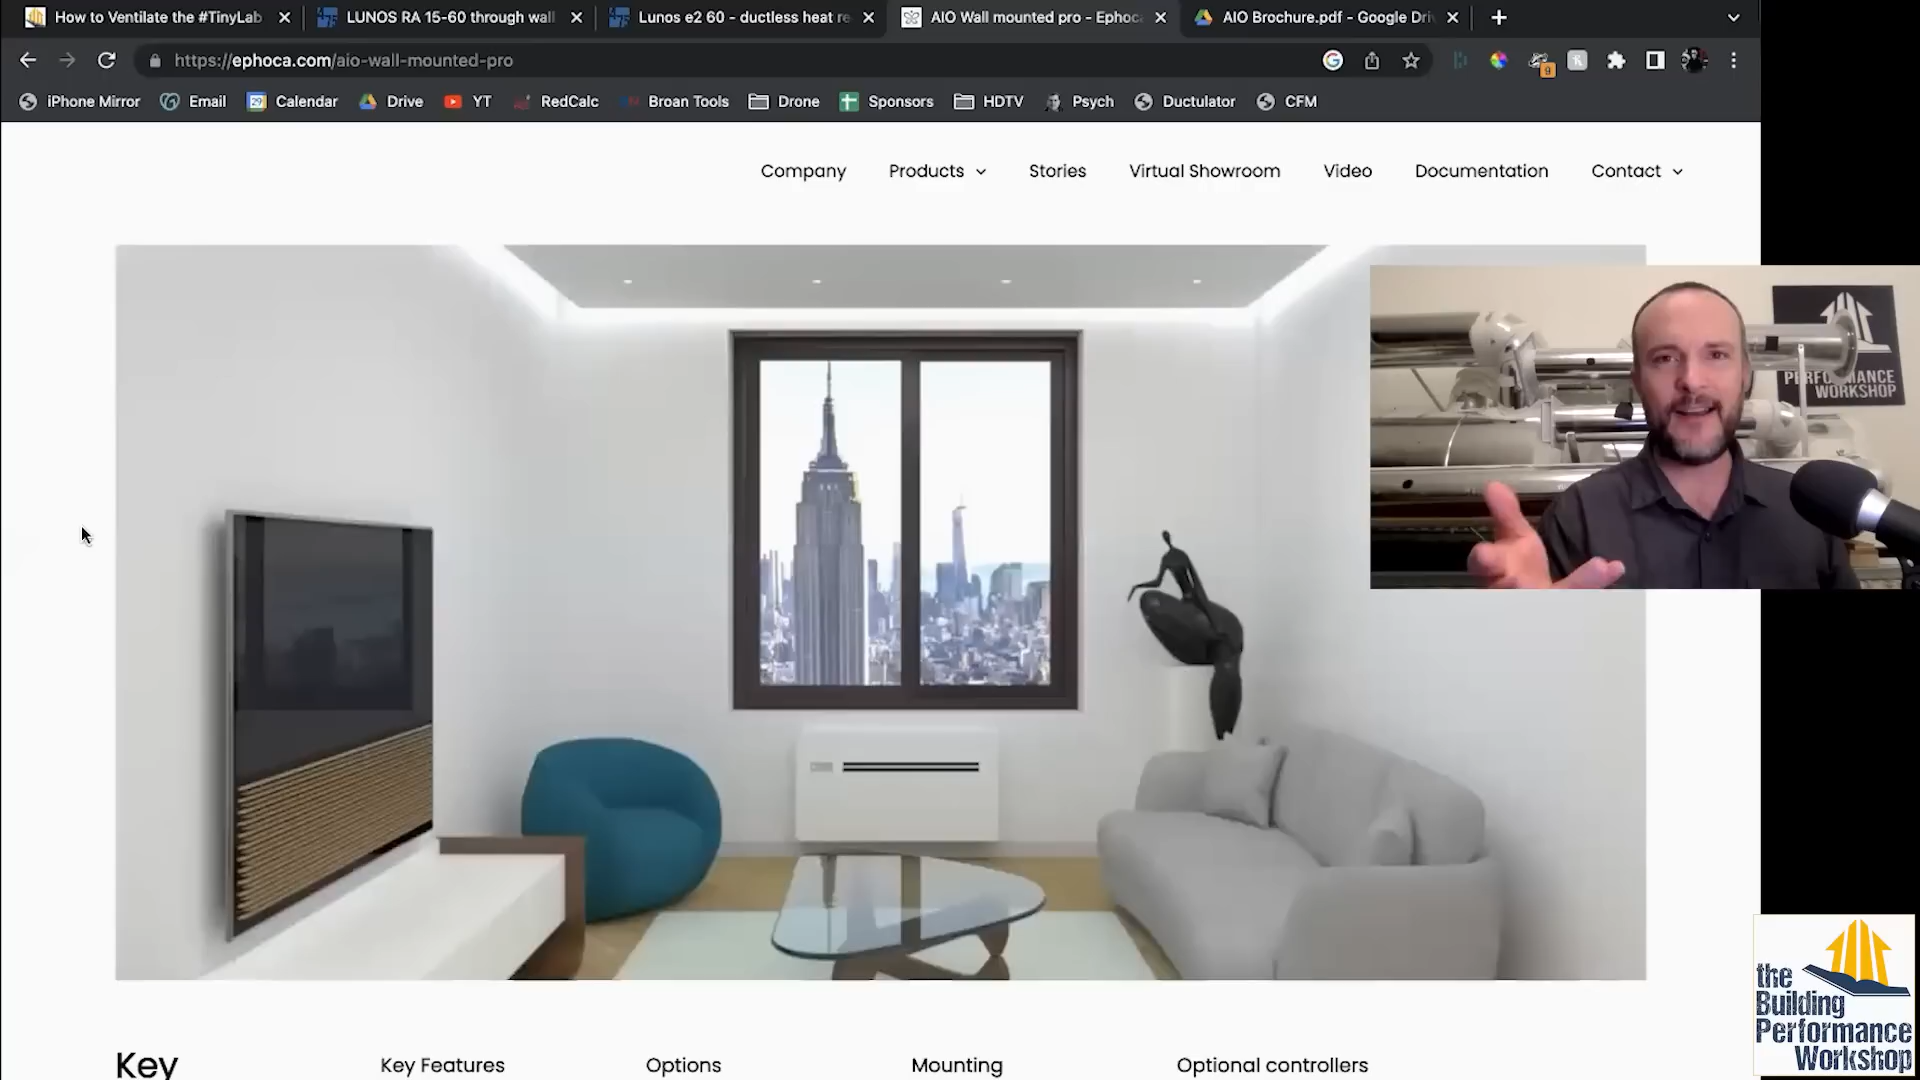 How to Ventilate the #TinyLab
LUNOS RA 15-60 through wall
Lunos e2 60 - ductless heat re
AIO Wall mounted pro - Ephoca
AIO Brochure.pdf - Google Dri
https://ephoca.com/aio-wall-mounted-pro
9
iPhone Mirror
29
Email
Calendar
Drive
YT
RedCalc
Broan Tools
Drone
Sponsors
HDTV
Psych
Ductulator
CFM
Company
Products
Stories
Virtual Showroom
Video
Documentation
Contact
PERFORMANCE
WORKSHOP
Key
Key Features
Options
Mounting
Optional controllers
the
Building
Performance
Workshop